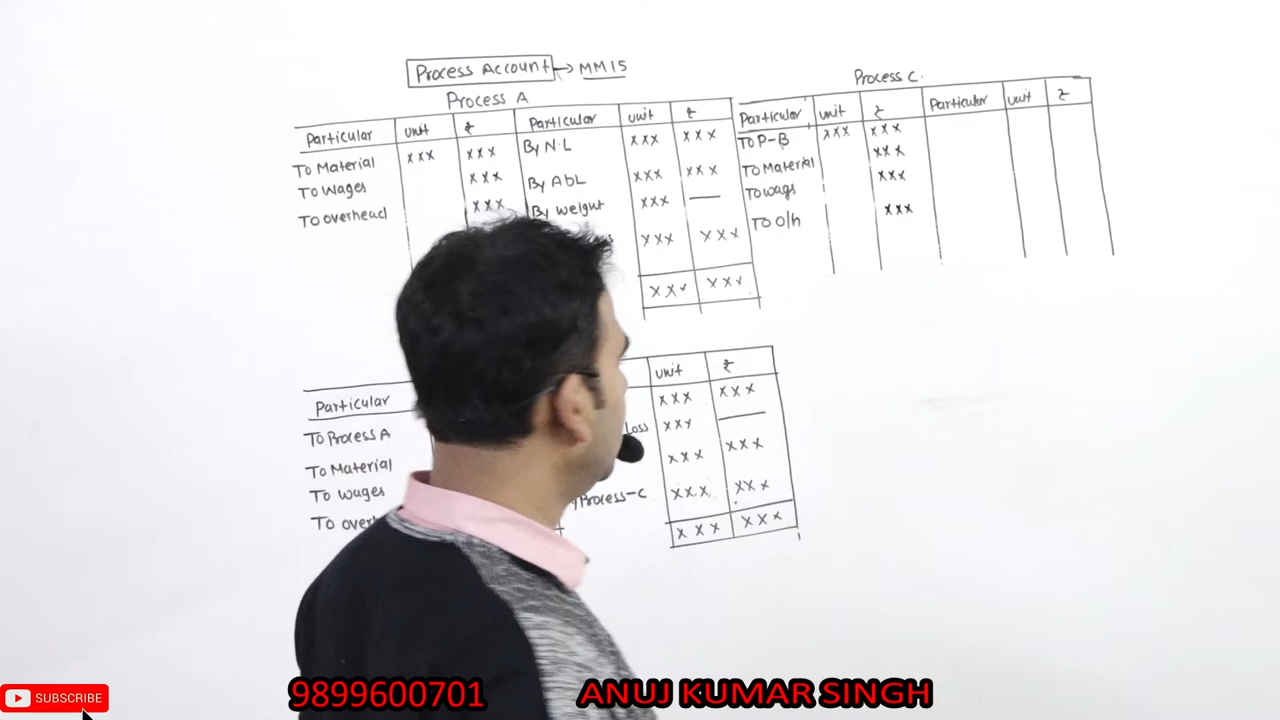 Process Account → MM15
Process A
Particular unit ₹ Particular unit ₹
To Material xxx xxx By N.L xxx xxx
To Wages xxx By AbL xxx xxx
To overhead xxx By weight xxx —
xxx xxx
xxx xxx
Process C.
Particular unit ₹ Particular unit ₹
To P-B xxx xxx
To Material xxx
To wags xxx
To O/h xxx
Particular unit ₹
To Process A xxx xxx
To Material Loss xxx —
To wages xxx xxx
Process-C xxx xxx
xxx xxx
SUBSCRIBE
9899600701 ANUJ KUMAR SINGH